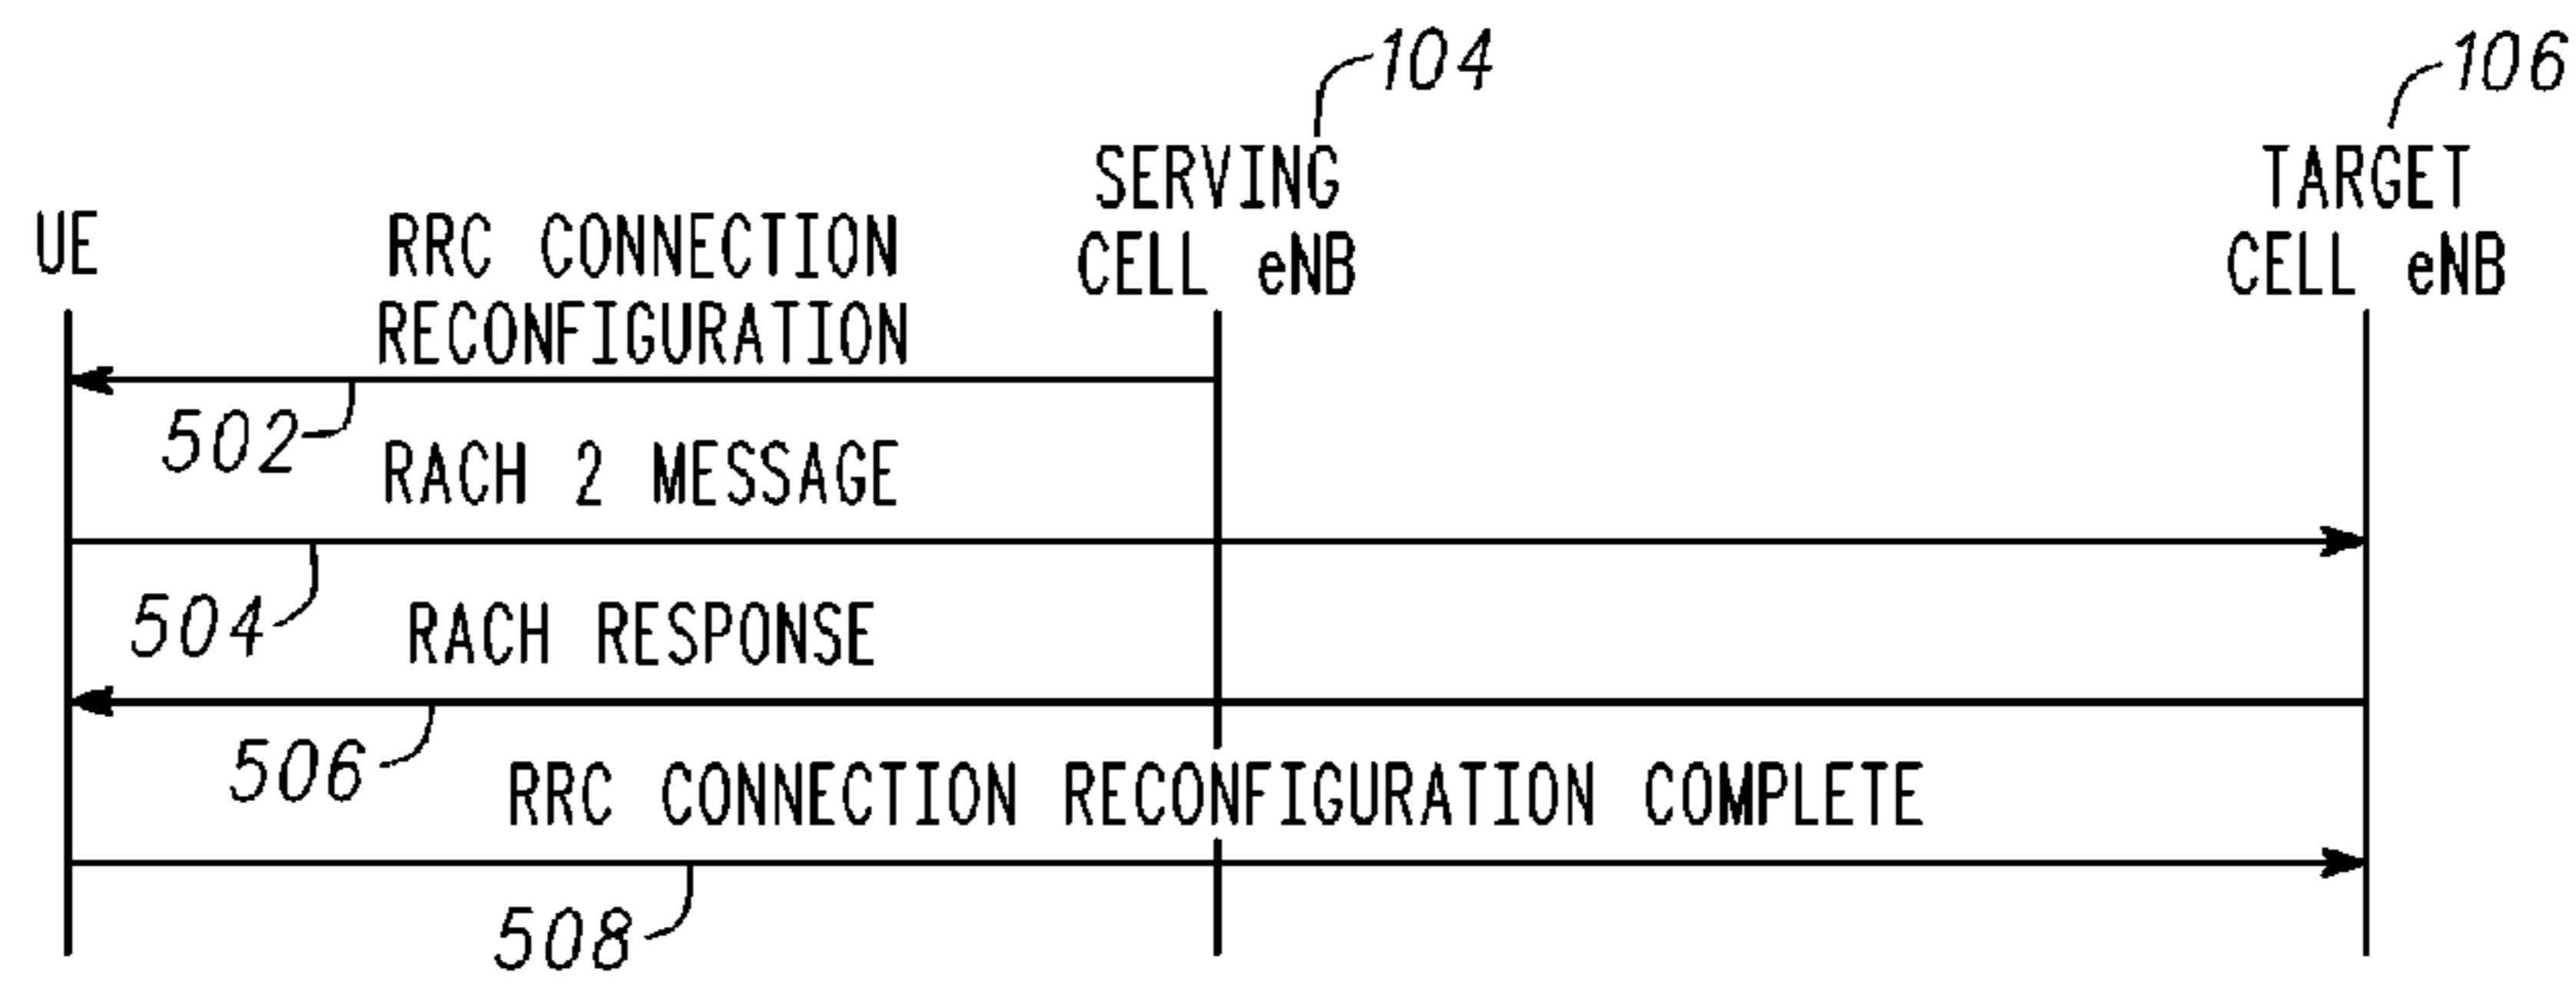 104
106
SERVING
CELL eNB
TARGET
CELL eNB
UE
RRC CONNECTION
RECONFIGURATION
502
RACH 2 MESSAGE
504
RACH RESPONSE
506
RRC CONNECTION RECONFIGURATION COMPLETE
508